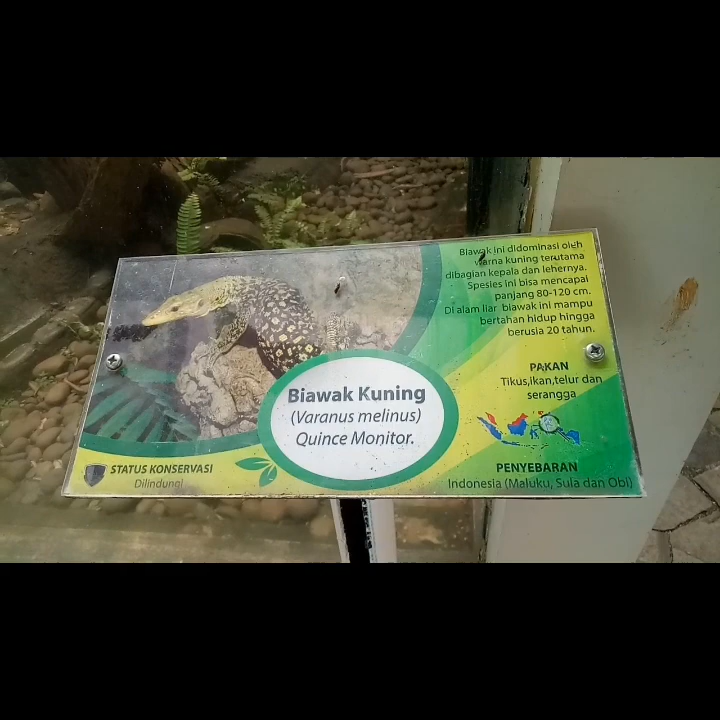 Biawak ini didominasi oleh
warna kuning terutama
dibagian kepala dan lehernya.
Spesies ini bisa mencapai
panjang 80-120 cm.
Di alam liar biawak ini mampu
bertahan hidup hingga
berusia 20 tahun.
PAKAN
Tikus,ikan,telur dan
serangga
Biawak Kuning
(Varanus melinus)
Quince Monitor.
STATUS KONSERVASI
Dilindungi
PENYEBARAN
Indonesia (Maluku, Sula dan Obi)